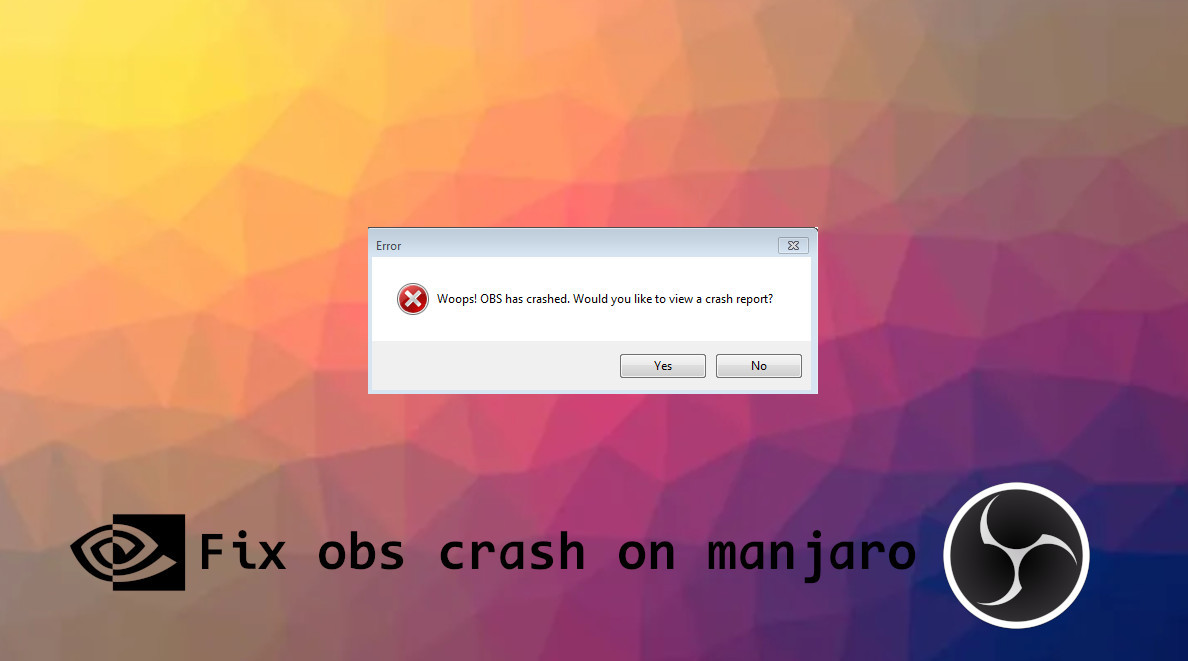 Error
Woops! OBS has crashed. Would you like to view a crash report?
Yes No
Fix obs crash on manjaro